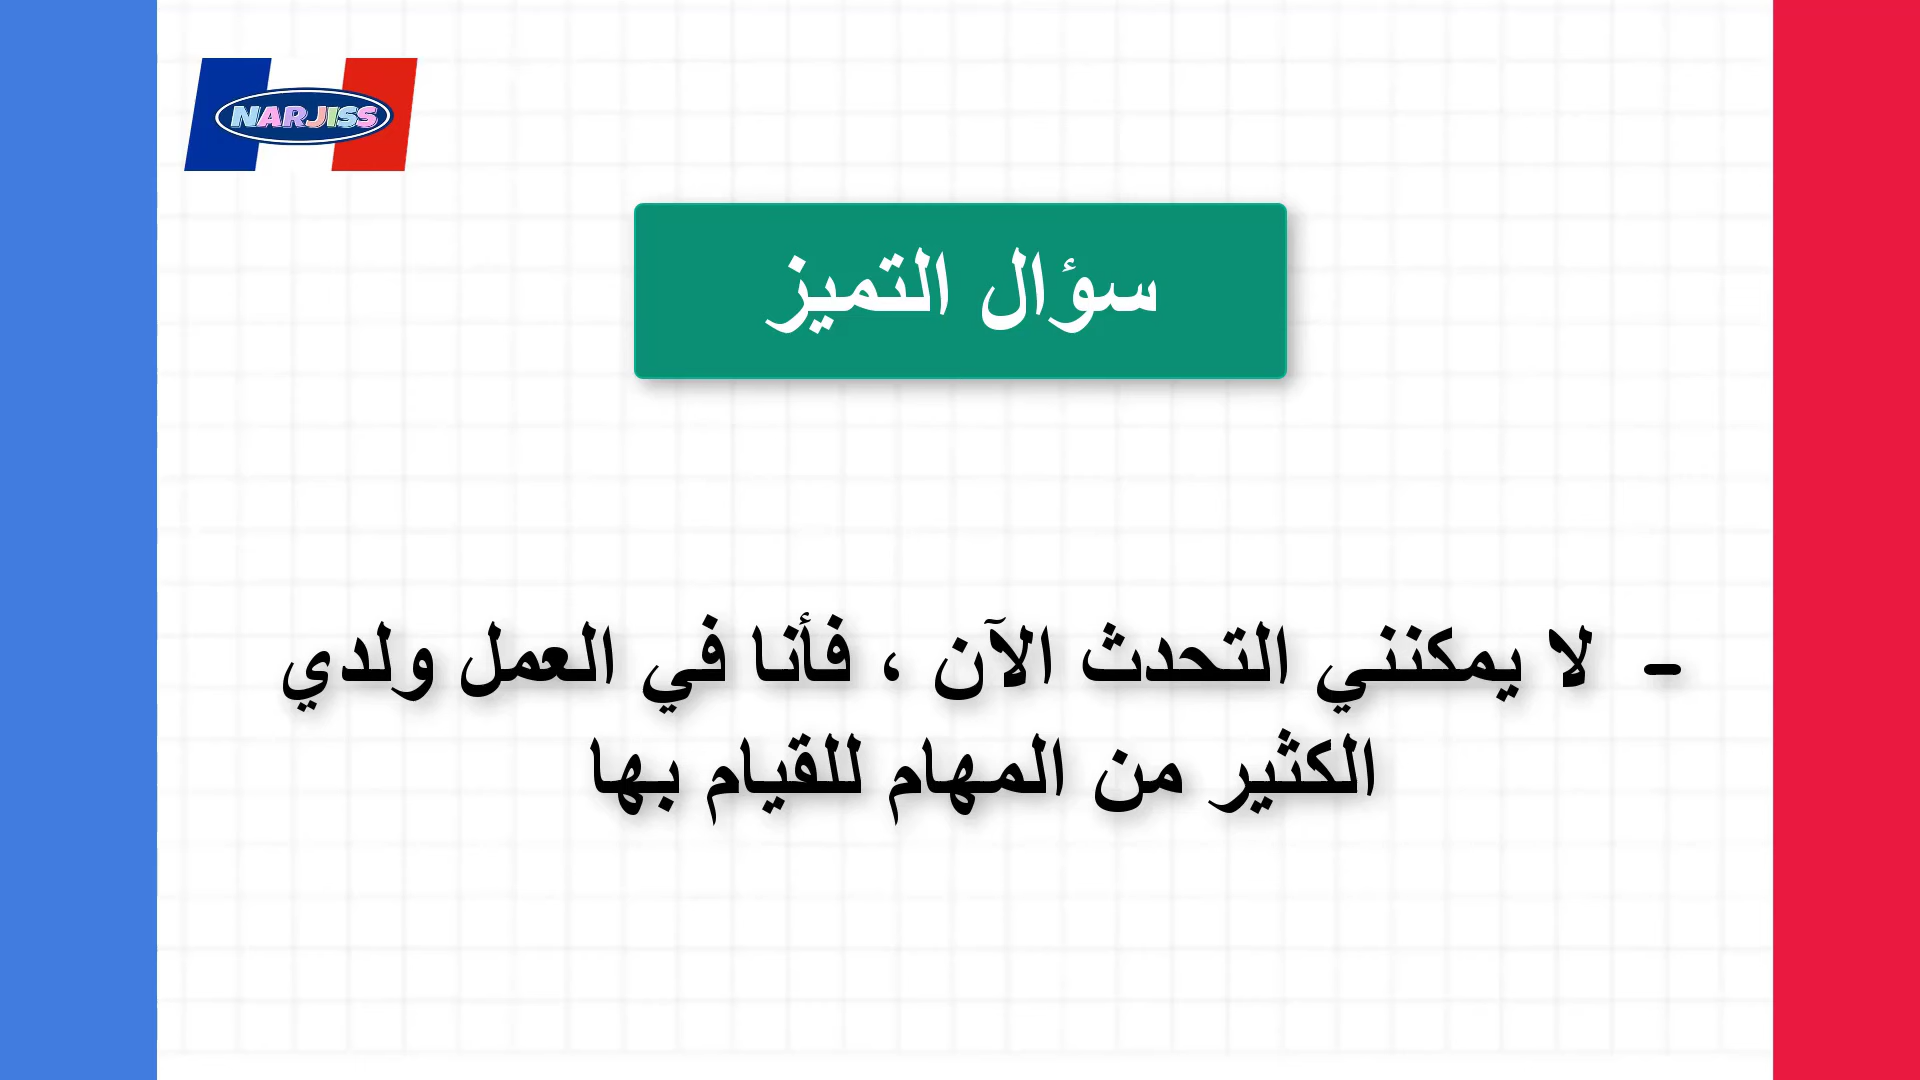 NARJISS
سؤال التميز
- لا يمكنني التحدث الآن ، فأنا في العمل ولدي
الكثير من المهام للقيام بها